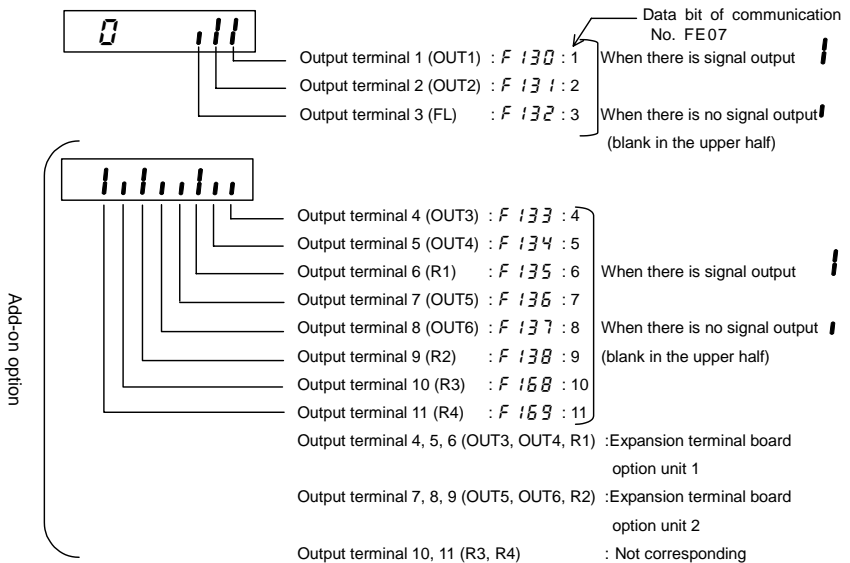 Data bit of communication
No. FE07
0 ,||
Output terminal 1 (OUT1) : F130 : 1 When there is signal output
Output terminal 2 (OUT2) : F131 : 2
Output terminal 3 (FL) : F132 : 3 When there is no signal output
(blank in the upper half)
Add-on option
Output terminal 4 (OUT3) : F133 : 4
Output terminal 5 (OUT4) : F134 : 5
Output terminal 6 (R1) : F135 : 6 When there is signal output
Output terminal 7 (OUT5) : F136 : 7
Output terminal 8 (OUT6) : F137 : 8 When there is no signal output
Output terminal 9 (R2) : F138 : 9 (blank in the upper half)
Output terminal 10 (R3) : F168 : 10
Output terminal 11 (R4) : F169 : 11
Output terminal 4, 5, 6 (OUT3, OUT4, R1) :Expansion terminal board
option unit 1
Output terminal 7, 8, 9 (OUT5, OUT6, R2) :Expansion terminal board
option unit 2
Output terminal 10, 11 (R3, R4) : Not corresponding